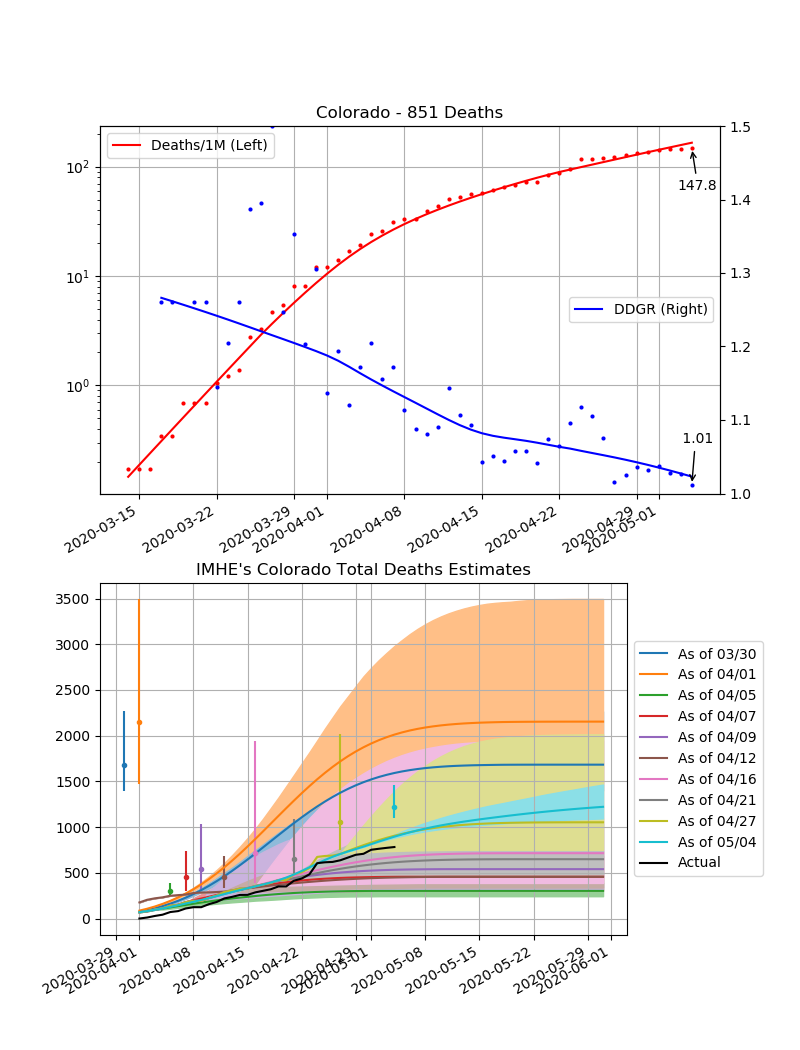 Colorado - 851 Deaths
Deaths/1M (Left)
DDGR (Right)
147.8
1.01
10²
10¹
10⁰
1.5
1.4
1.3
1.2
1.1
1.0
2020-03-15
2020-03-22
2020-03-29
2020-04-01
2020-04-08
2020-04-15
2020-04-22
2020-04-29
2020-05-01
IMHE's Colorado Total Deaths Estimates
3500
3000
2500
2000
1500
1000
500
0
As of 03/30
As of 04/01
As of 04/05
As of 04/07
As of 04/09
As of 04/12
As of 04/16
As of 04/21
As of 04/27
As of 05/04
Actual
2020-03-29
2020-04-01
2020-04-08
2020-04-15
2020-04-22
2020-04-29
2020-05-01
2020-05-08
2020-05-15
2020-05-22
2020-05-29
2020-06-01